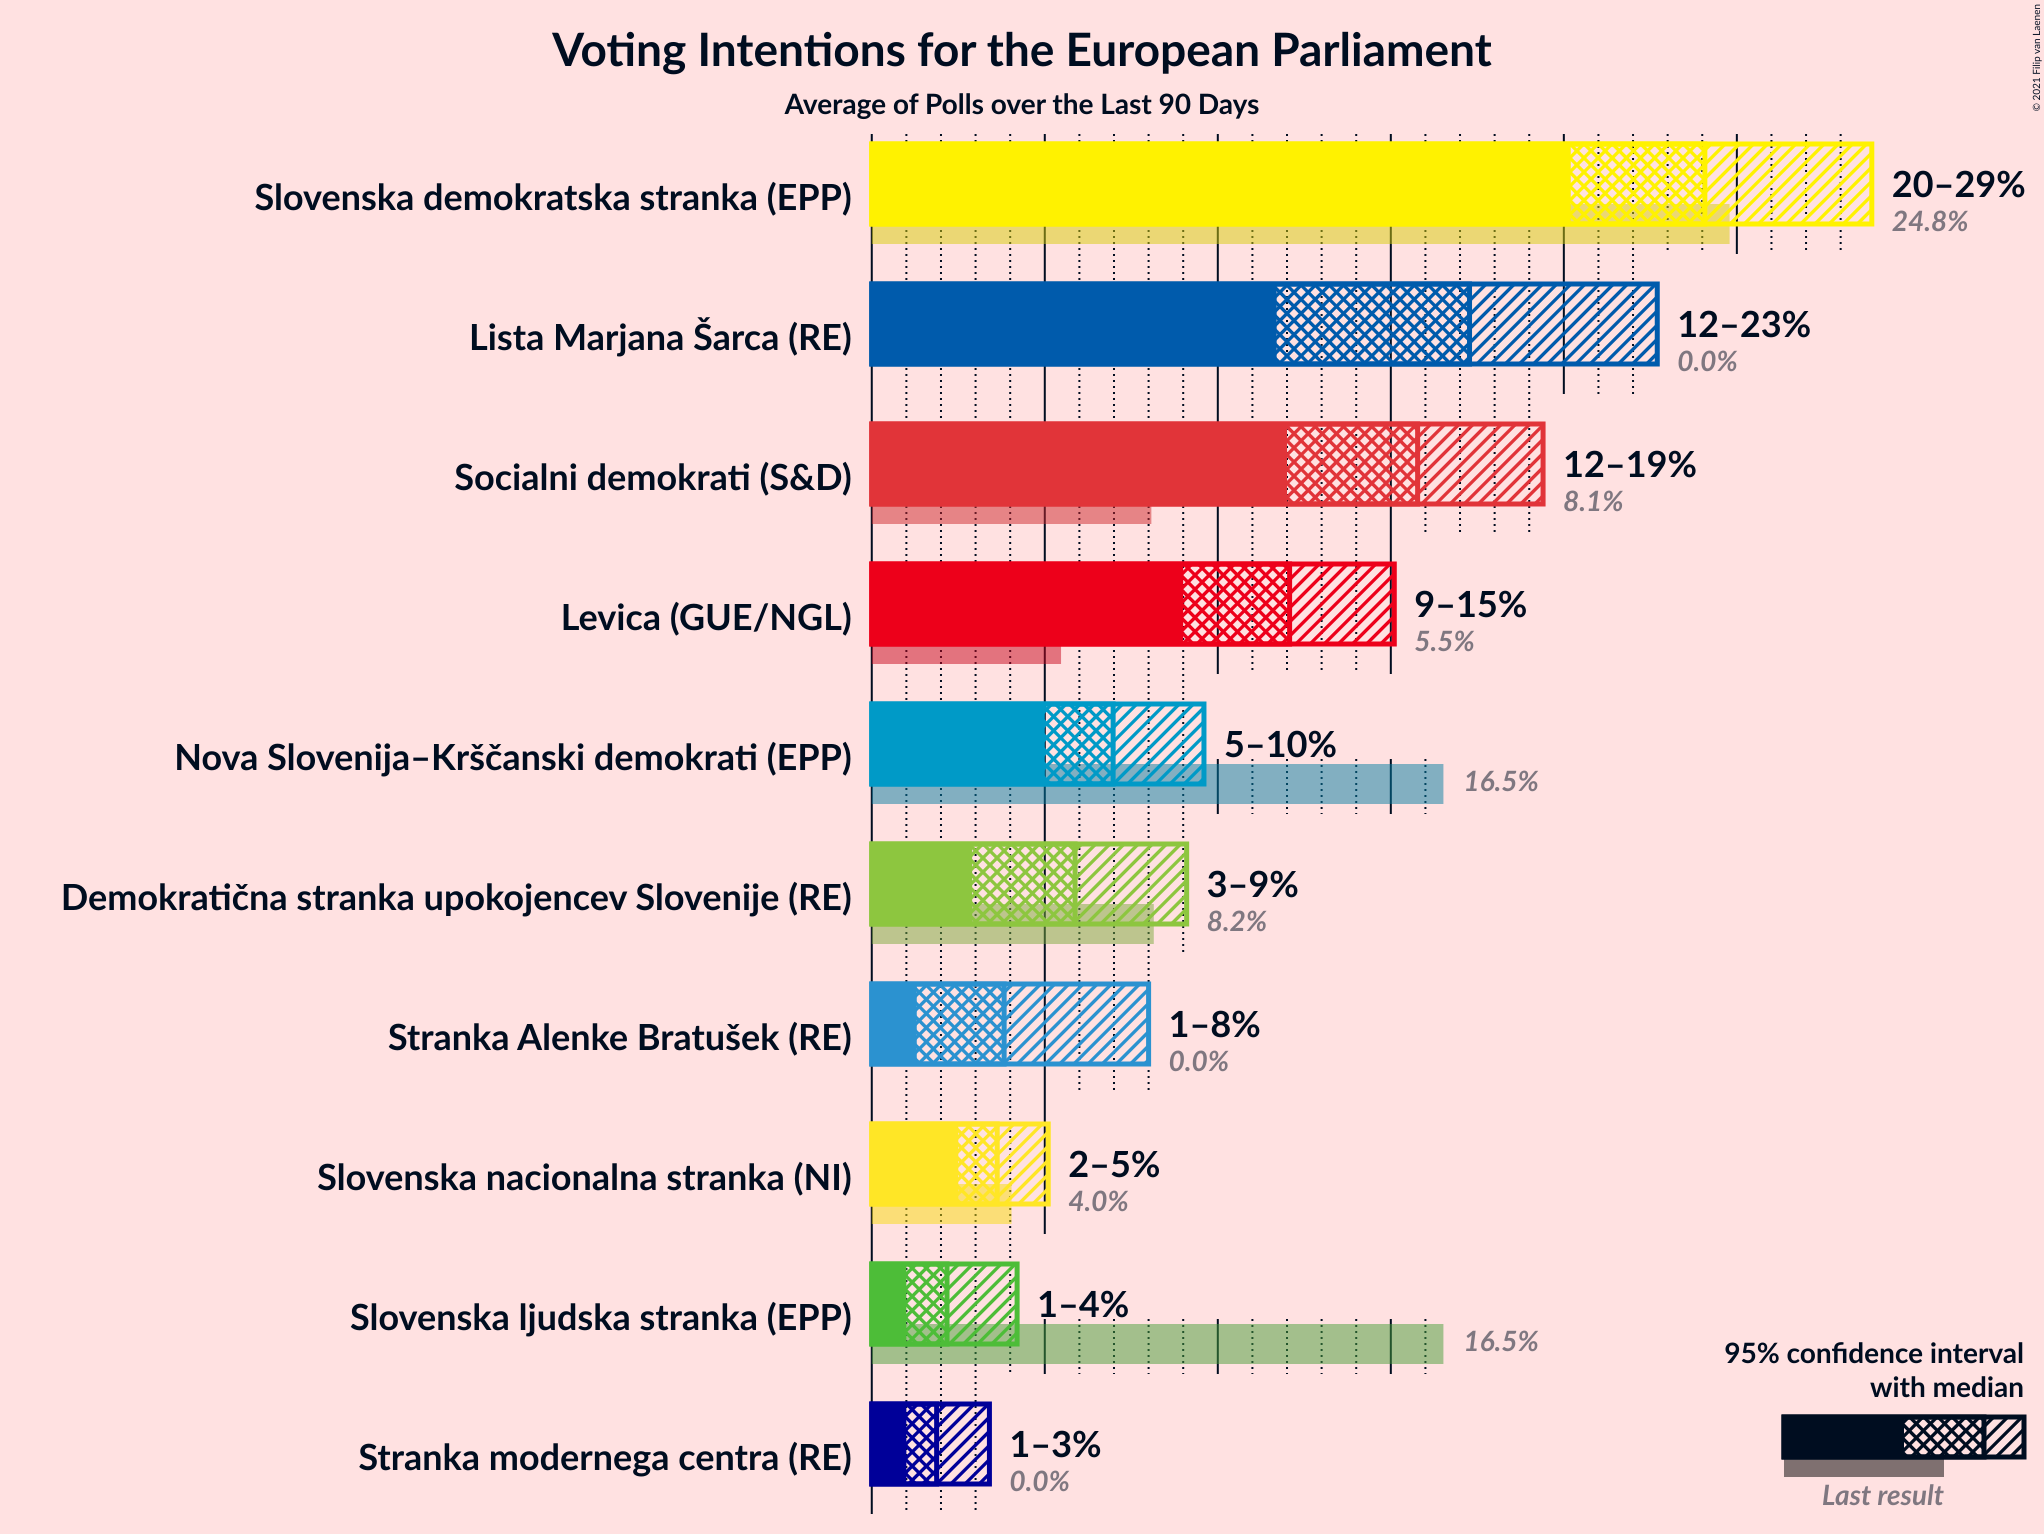 Voting Intentions for the European Parliament
Average of Polls over the Last 90 Days
© 2021 Filip van Laenen
Slovenska demokratska stranka (EPP)
20–29%
24.8%
Lista Marjana Šarca (RE)
12–23%
0.0%
Socialni demokrati (S&D)
12–19%
8.1%
Levica (GUE/NGL)
9–15%
5.5%
Nova Slovenija–Krščanski demokrati (EPP)
5–10%
16.5%
Demokratična stranka upokojencev Slovenije (RE)
3–9%
8.2%
Stranka Alenke Bratušek (RE)
1–8%
0.0%
Slovenska nacionalna stranka (NI)
2–5%
4.0%
Slovenska ljudska stranka (EPP)
1–4%
16.5%
Stranka modernega centra (RE)
1–3%
0.0%
95% confidence interval
with median
Last result